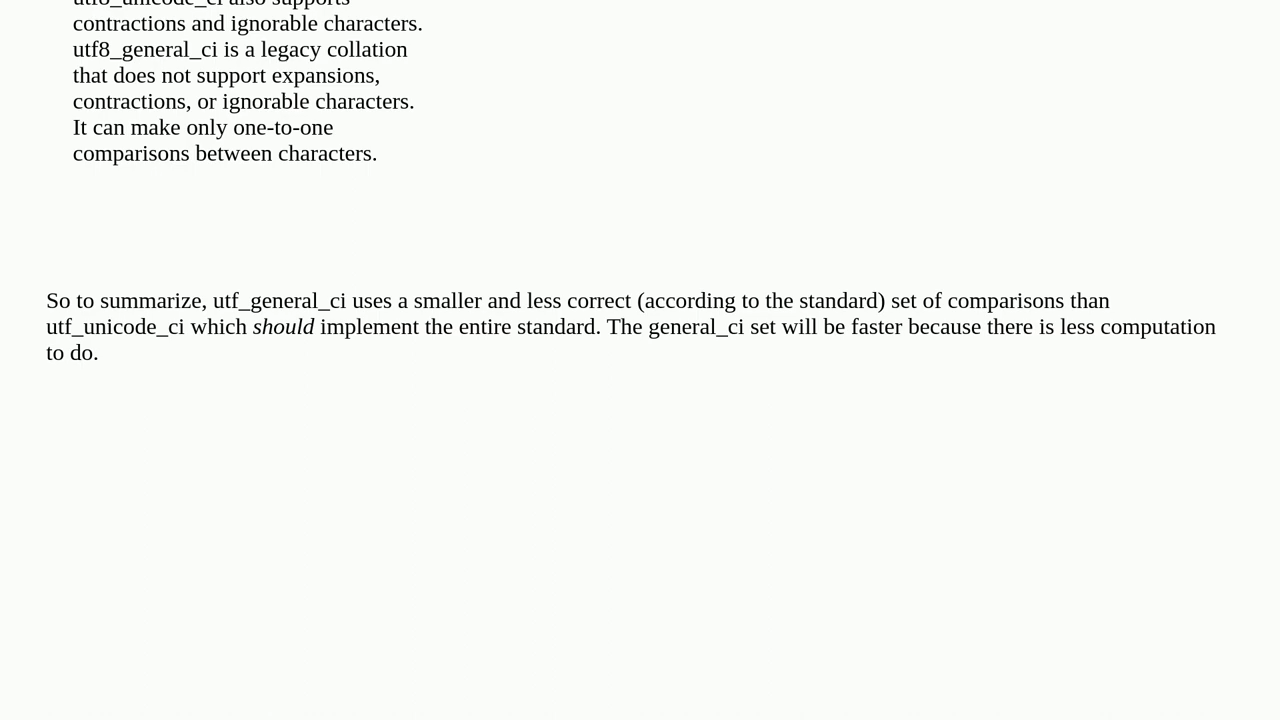 utf8_unicode_ci also supports
contractions and ignorable characters.
utf8_general_ci is a legacy collation
that does not support expansions,
contractions, or ignorable characters.
It can make only one-to-one
comparisons between characters.
So to summarize, utf_general_ci uses a smaller and less correct (according to the standard) set of comparisons than
utf_unicode_ci which should implement the entire standard. The general_ci set will be faster because there is less computation
to do.